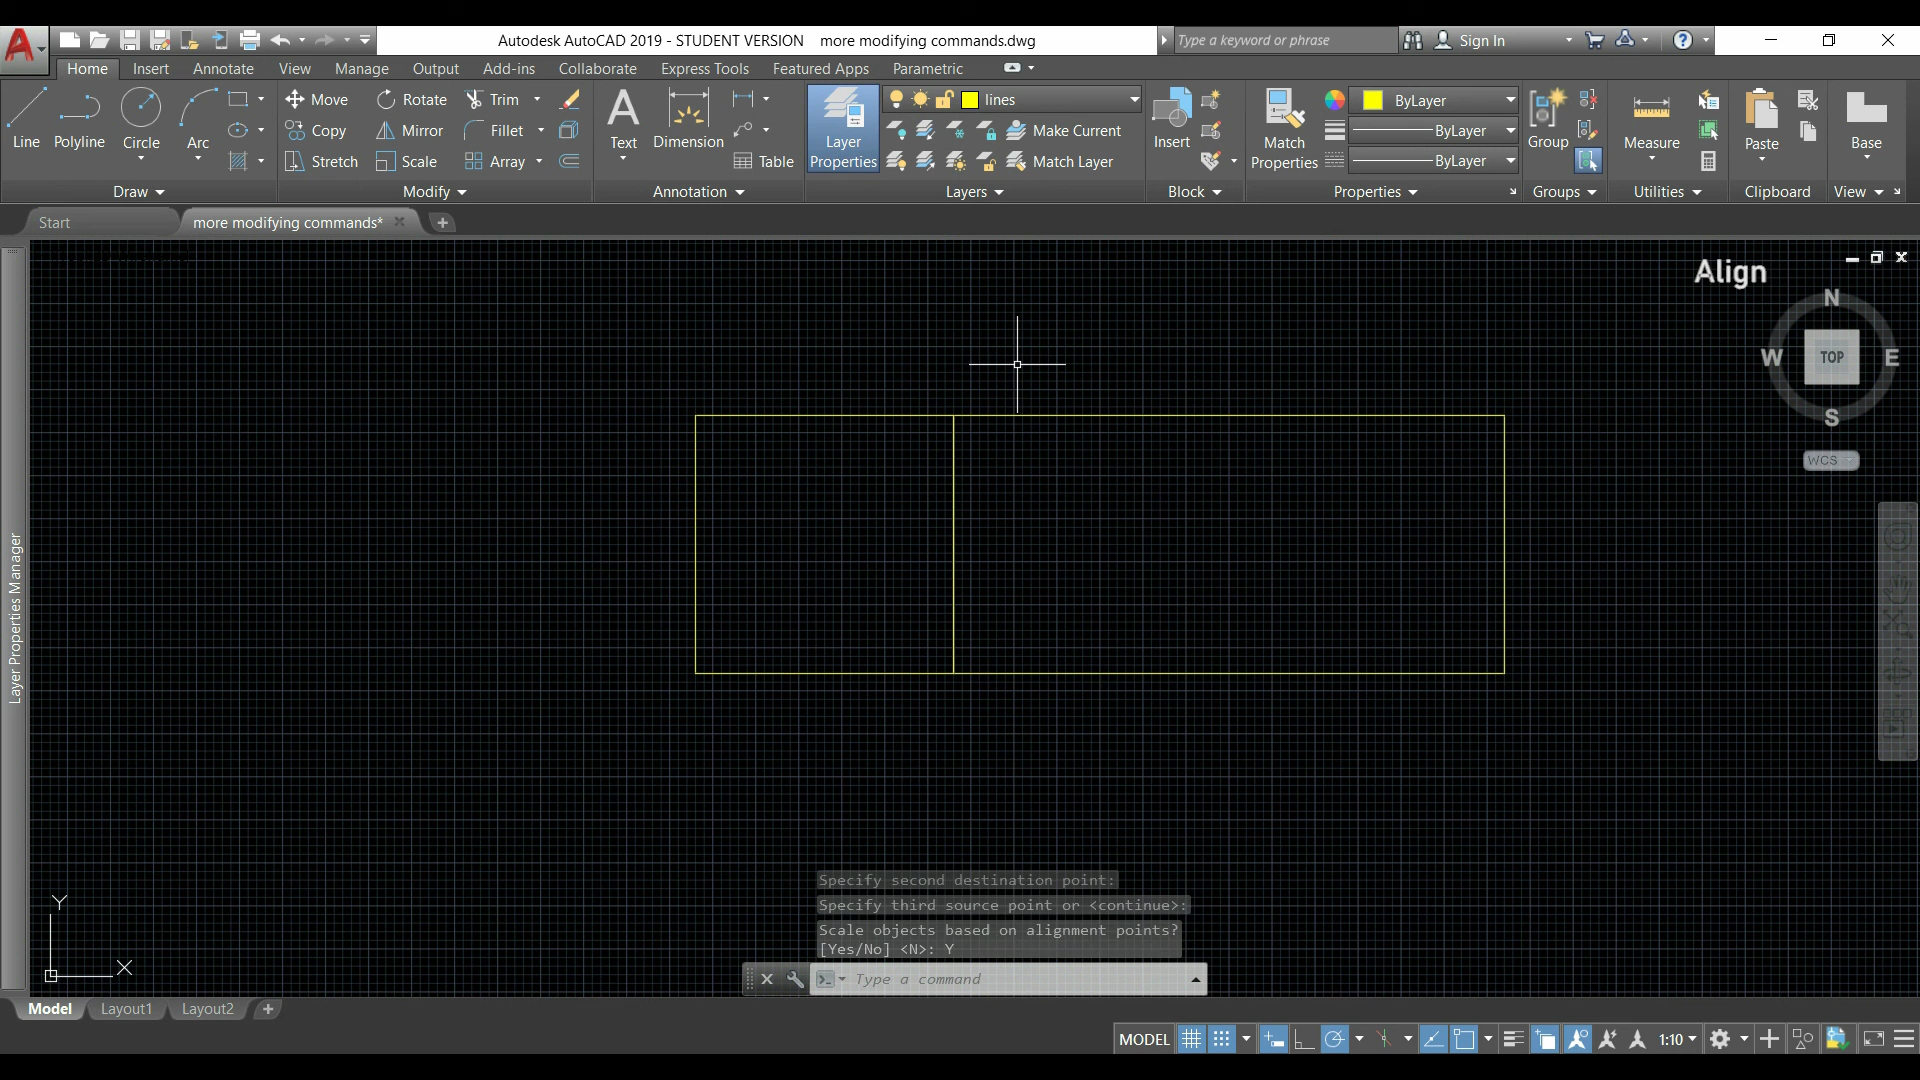 Autodesk AutoCAD 2019 - STUDENT VERSION more modifying commands.dwg
Type a keyword or phrase
Sign In
Home Insert Annotate View Manage Output Add-ins Collaborate Express Tools Featured Apps Parametric
Line Polyline Circle Arc
Move Rotate Trim
Copy Mirror Fillet
Stretch Scale Array
Text Dimension Table
Layer Properties
lines
Make Current
Match Layer
Insert
Match Properties
ByLayer
ByLayer
ByLayer
Group
Measure
Paste
Base
Draw Modify Annotation Layers Block Properties Groups Utilities Clipboard View
Start more modifying commands*
Align
N
W TOP E
S
WCS
Layer Properties Manager
Y
X
Specify second destination point:
Specify third source point or <continue>:
Scale objects based on alignment points?
[Yes/No] <N>: Y
Type a command
Model Layout1 Layout2
MODEL 1:10